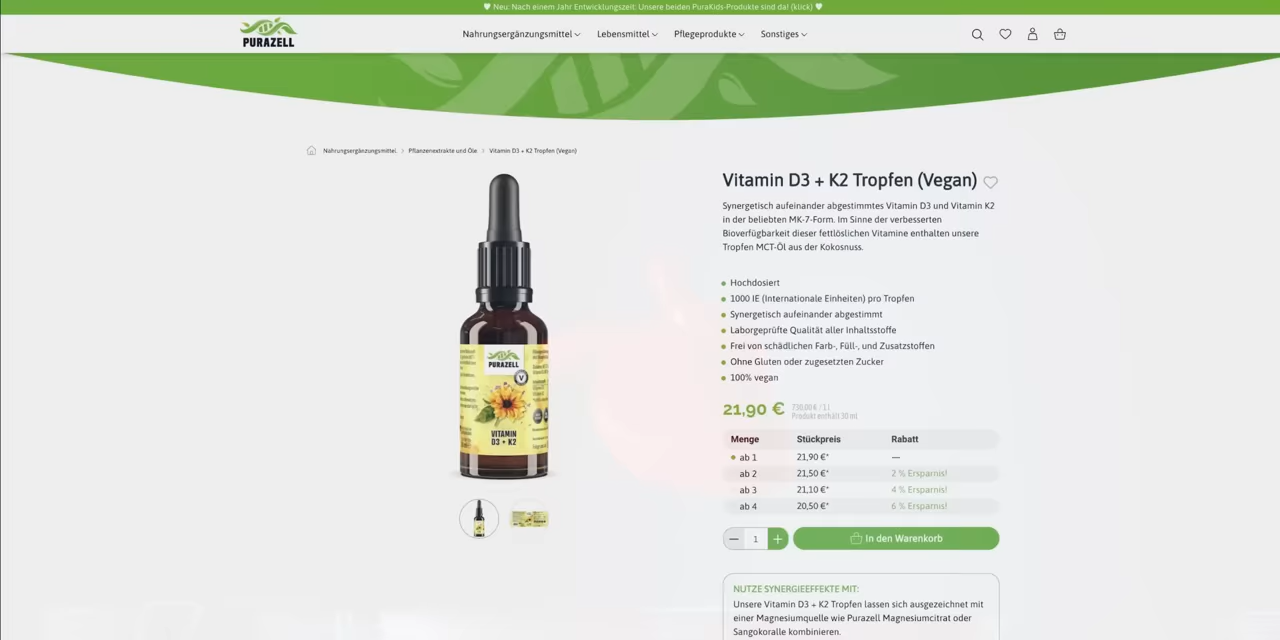 ♥ Neu: Nach einem Jahr Entwicklungszeit: Unsere beiden PuraKids-Produkte sind da! (klick) ♥
PURAZELL
Nahrungsergänzungsmittel Lebensmittel Pflegeprodukte Sonstiges
Nahrungsergänzungsmittel > Pflanzenextrakte und Öle > Vitamin D3 + K2 Tropfen (Vegan)
Vitamin D3 + K2 Tropfen (Vegan)
Synergetisch aufeinander abgestimmtes Vitamin D3 und Vitamin K2
in der beliebten MK-7-Form. Im Sinne der verbesserten
Bioverfügbarkeit dieser fettlöslichen Vitamine enthalten unsere
Tropfen MCT-Öl aus der Kokosnuss.
Hochdosiert
1000 IE (Internationale Einheiten) pro Tropfen
Synergetisch aufeinander abgestimmt
Laborgeprüfte Qualität aller Inhaltsstoffe
Frei von schädlichen Farb-, Füll-, und Zusatzstoffen
Ohne Gluten oder zugesetzten Zucker
100% vegan
PURAZELL
V
VITAMIN
D3 + K2
21,90 €
730,00 € / 1 l
Produkt enthält 30 ml
Menge Stückpreis Rabatt
ab 1 21,90 €* —
ab 2 21,50 €* 2 % Ersparnis!
ab 3 21,10 €* 4 % Ersparnis!
ab 4 20,50 €* 6 % Ersparnis!
— 1 + In den Warenkorb
NUTZE SYNERGIEEFFEKTE MIT:
Unsere Vitamin D3 + K2 Tropfen lassen sich ausgezeichnet mit
einer Magnesiumquelle wie Purazell Magnesiumcitrat oder
Sangokoralle kombinieren.